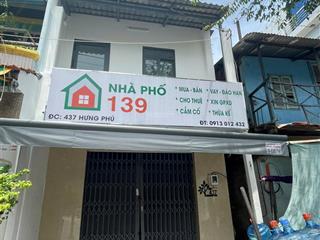 NHÀ PHỐ
139
• MUA - BÁN
• CHO THUÊ
• CẦM CỐ
• VAY - ĐÁO HẠN
• XIN GPXD
• THỪA KẾ
ĐC: 437 HƯNG PHÚ
ĐT: 0913 012 432